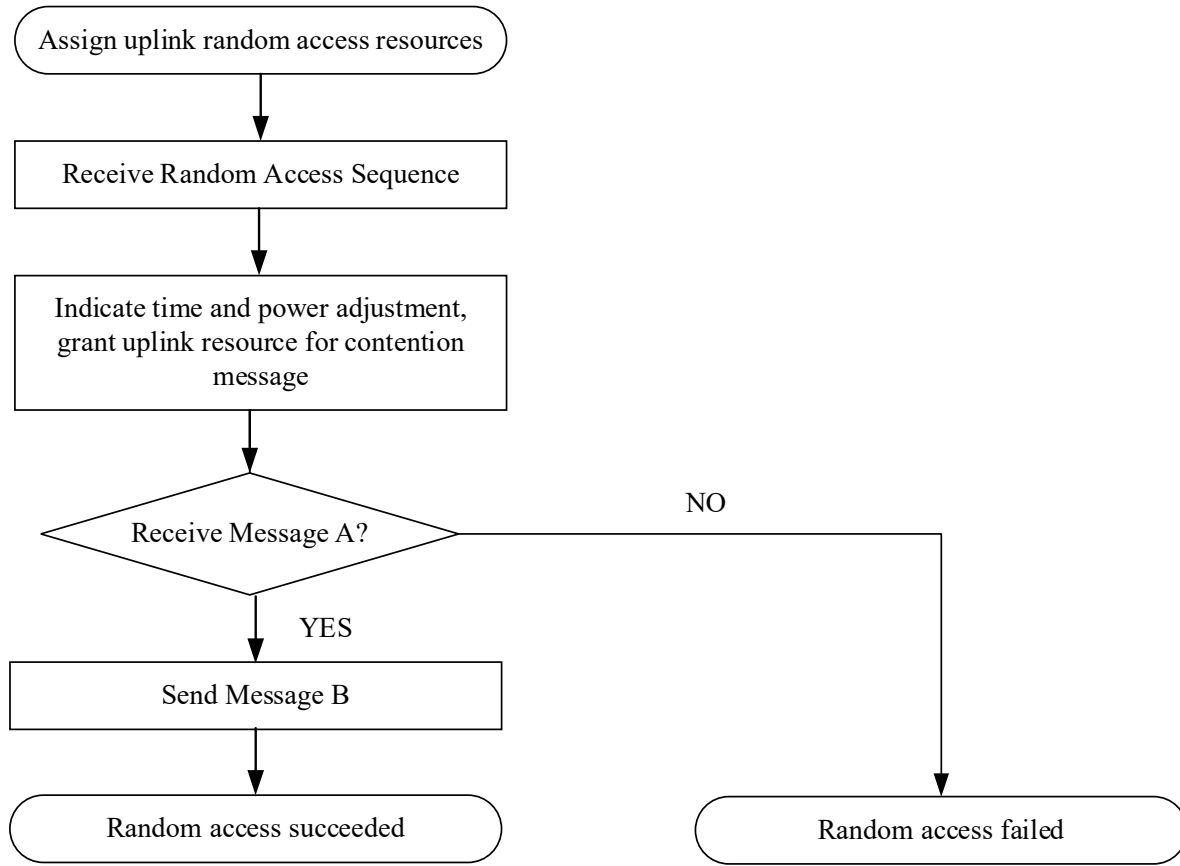 Assign uplink random access resources
Receive Random Access Sequence
Indicate time and power adjustment,
grant uplink resource for contention
message
Receive Message A?
NO
YES
Send Message B
Random access succeeded
Random access failed